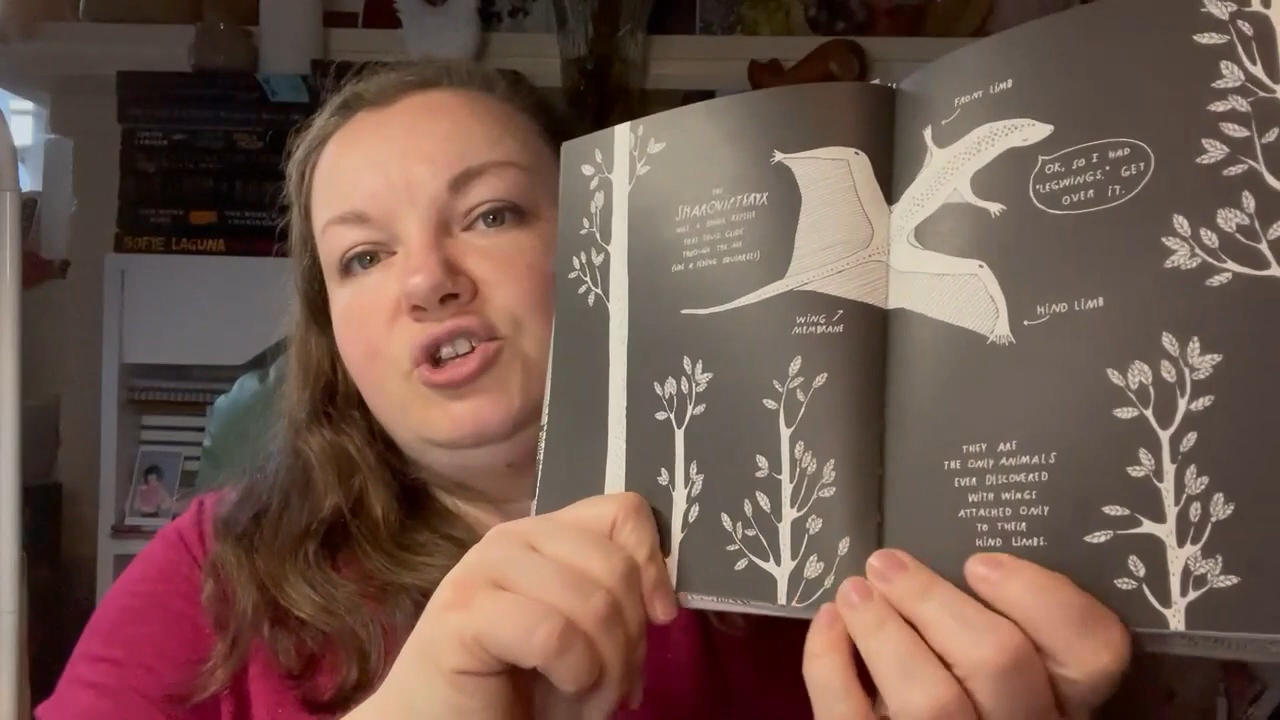 SOFIE LAGUNA
THE
SHAROVIPTERYX
WAS A SMALL REPTILE
THAT COULD GLIDE
THROUGH THE AIR
(LIKE A FLYING SQUIRREL!)
WING
MEMBRANE
FRONT LIMB
OK, SO I HAD
"LEGWINGS." GET
OVER IT.
HIND LIMB
THEY ARE
THE ONLY ANIMALS
EVER DISCOVERED
WITH WINGS
ATTACHED ONLY
TO THEIR
HIND LIMBS.